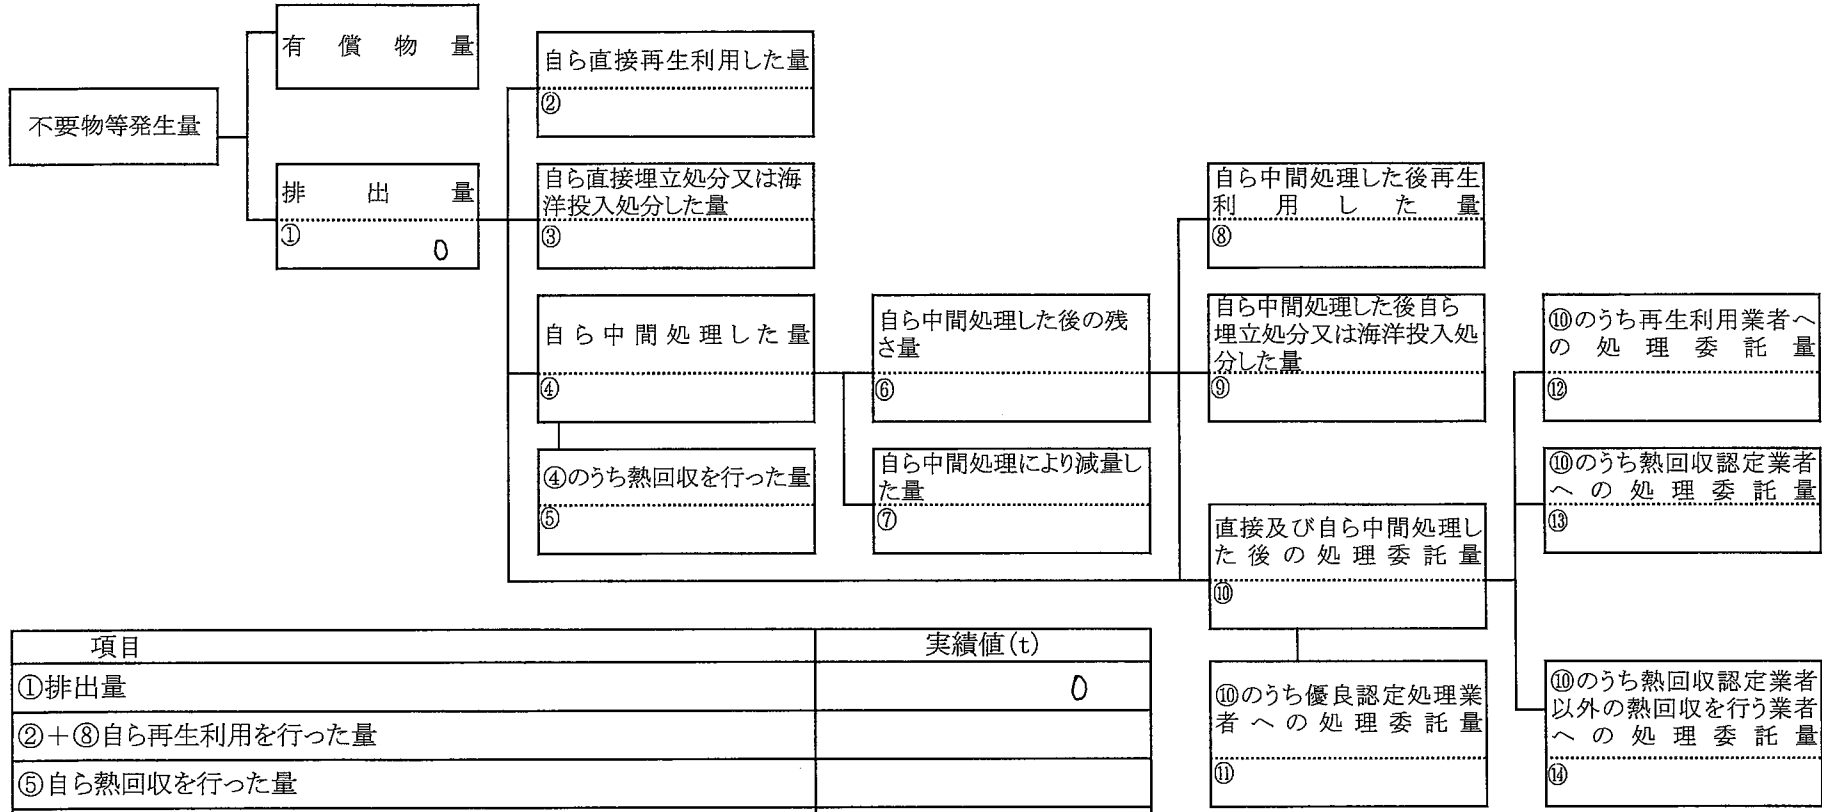 有償物量
不要物等発生量
排出量
①
0
自ら直接再生利用した量
②
自ら直接埋立処分又は海
洋投入処分した量
③
自ら中間処理した量
④
④のうち熱回収を行った量
⑤
自ら中間処理した後の残
さ量
⑥
自ら中間処理により減量し
た量
⑦
自ら中間処理した後再生
利用した量
⑧
自ら中間処理した後自ら
埋立処分又は海洋投入処
分した量
⑨
直接及び自ら中間処理し
た後の処理委託量
⑩
⑩のうち優良認定処理業
者への処理委託量
⑪
⑩のうち再生利用業者へ
の処理委託量
⑫
⑩のうち熱回収認定業者
への処理委託量
⑬
⑩のうち熱回収認定業者
以外の熱回収を行う業者
への処理委託量
⑭
項目 実績値(t)
①排出量 0
②+⑧自ら再生利用を行った量
⑤自ら熱回収を行った量